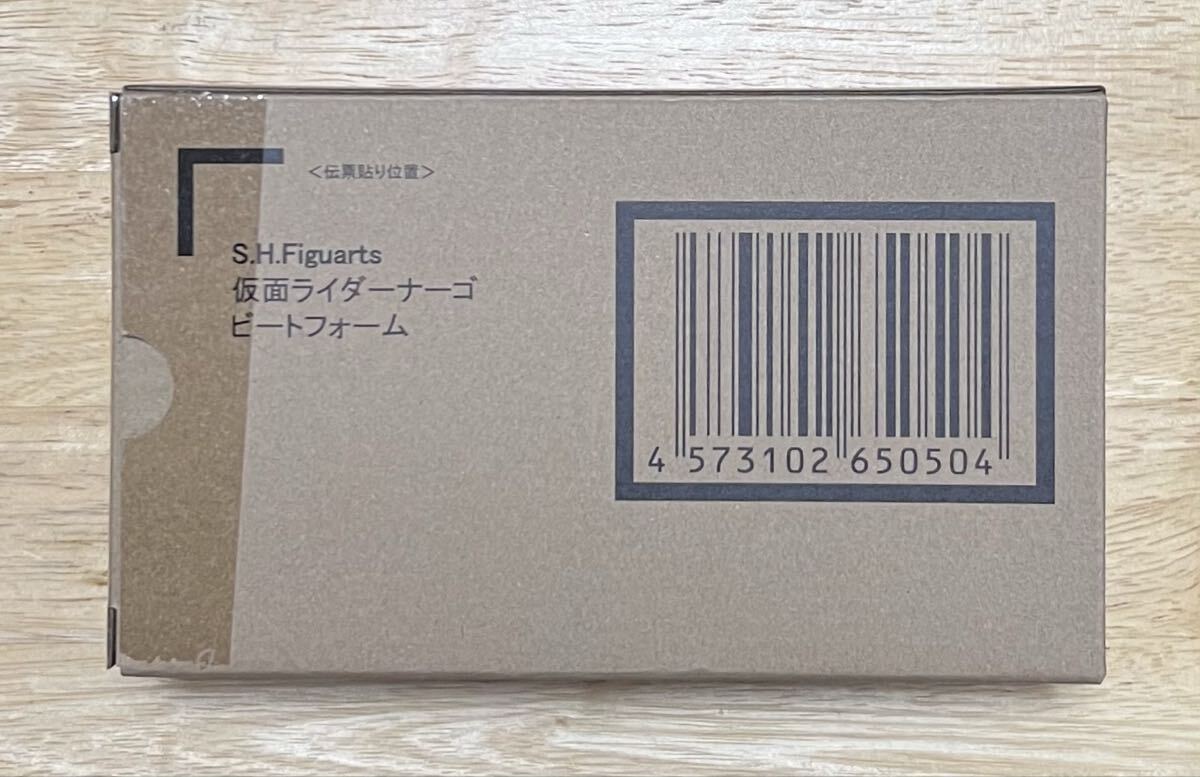 ＜伝票貼り位置＞
S.H.Figuarts
仮面ライダーナーゴ
ビートフォーム
4 573102 650504